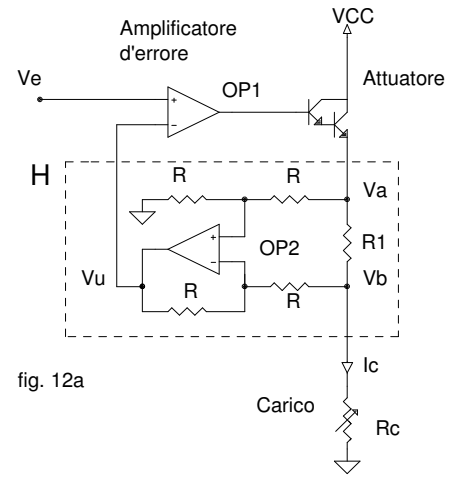 VCC
Amplificatore
d'errore
Ve
OP1
Attuatore
+
−
H
R
R
Va
+
OP2
R1
−
Vu
Vb
R
R
fig. 12a
Ic
Carico
Rc